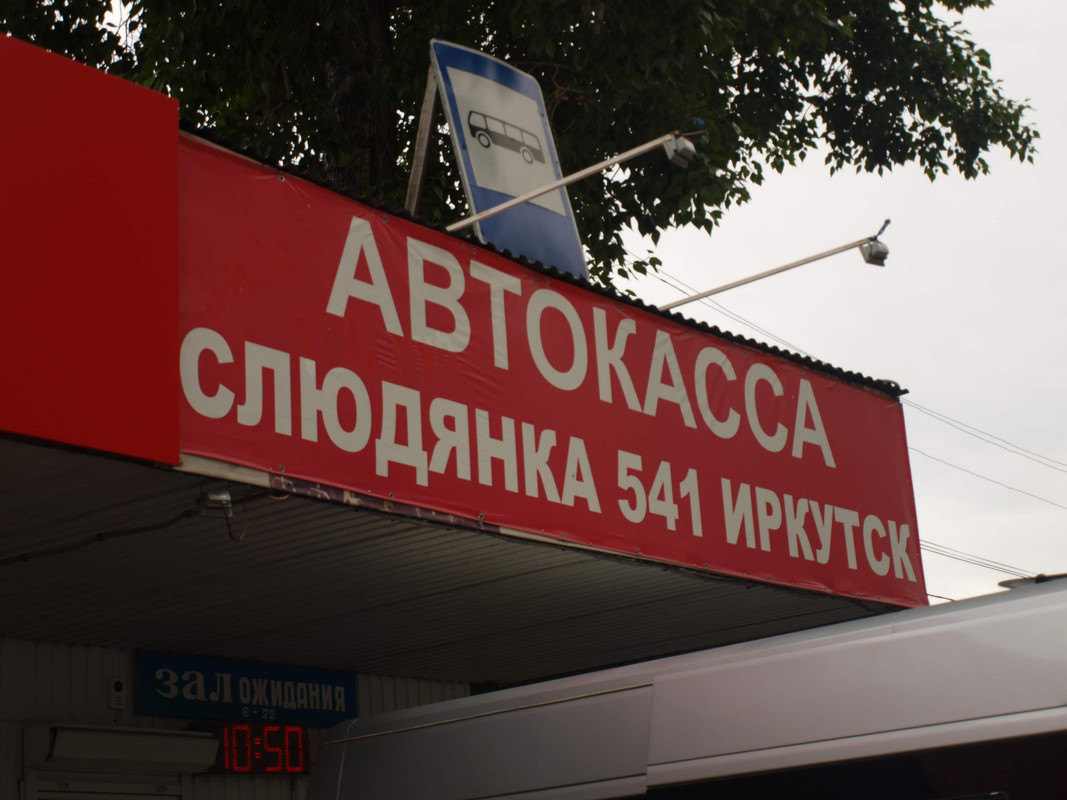 АВТОКАССА
СЛЮДЯНКА 541 ИРКУТСК
зал ожидания
8 - 22
10:50